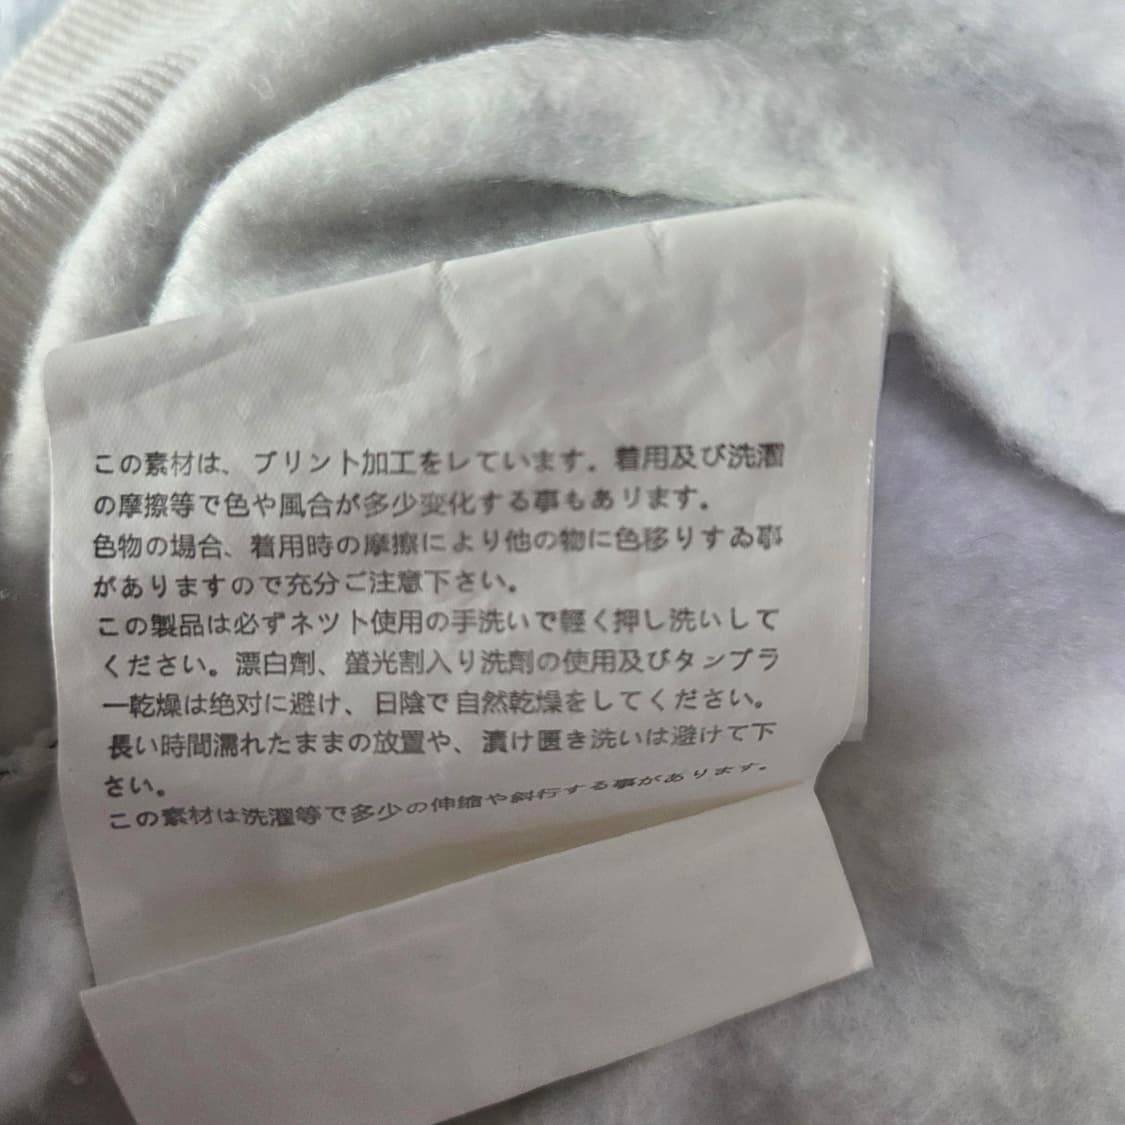 この素材は、プリント加工をレています。着用及び洗濯
の摩擦等で色や風合が多少変化する事もあリます。
色物の場合、着用時の摩擦により他の物に色移りすゐ事
がありますので充分ご注意下さい。
この製品は必ずネツト使用の手洗いで軽く押し洗いして
ください。漂白劑、螢光割入り洗劑の使用及びタンブラ
一乾燥は绝対に避け、日陰で自然乾燥をしてください。
長い時間濡れたままの放置や、漬け匿き洗いは避けて下
さい。
この素材は洗濯等で多少の伸縮や斜行する事があります。